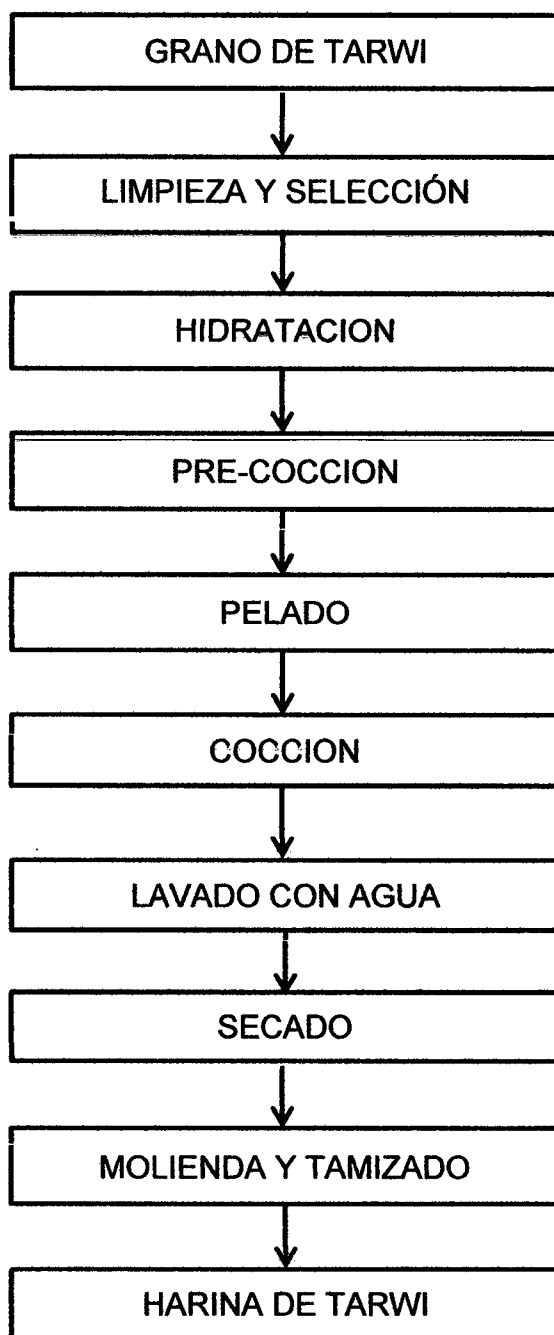 GRANO DE TARWI
LIMPIEZA Y SELECCIÓN
HIDRATACION
PRE-COCCION
PELADO
COCCION
LAVADO CON AGUA
SECADO
MOLIENDA Y TAMIZADO
HARINA DE TARWI